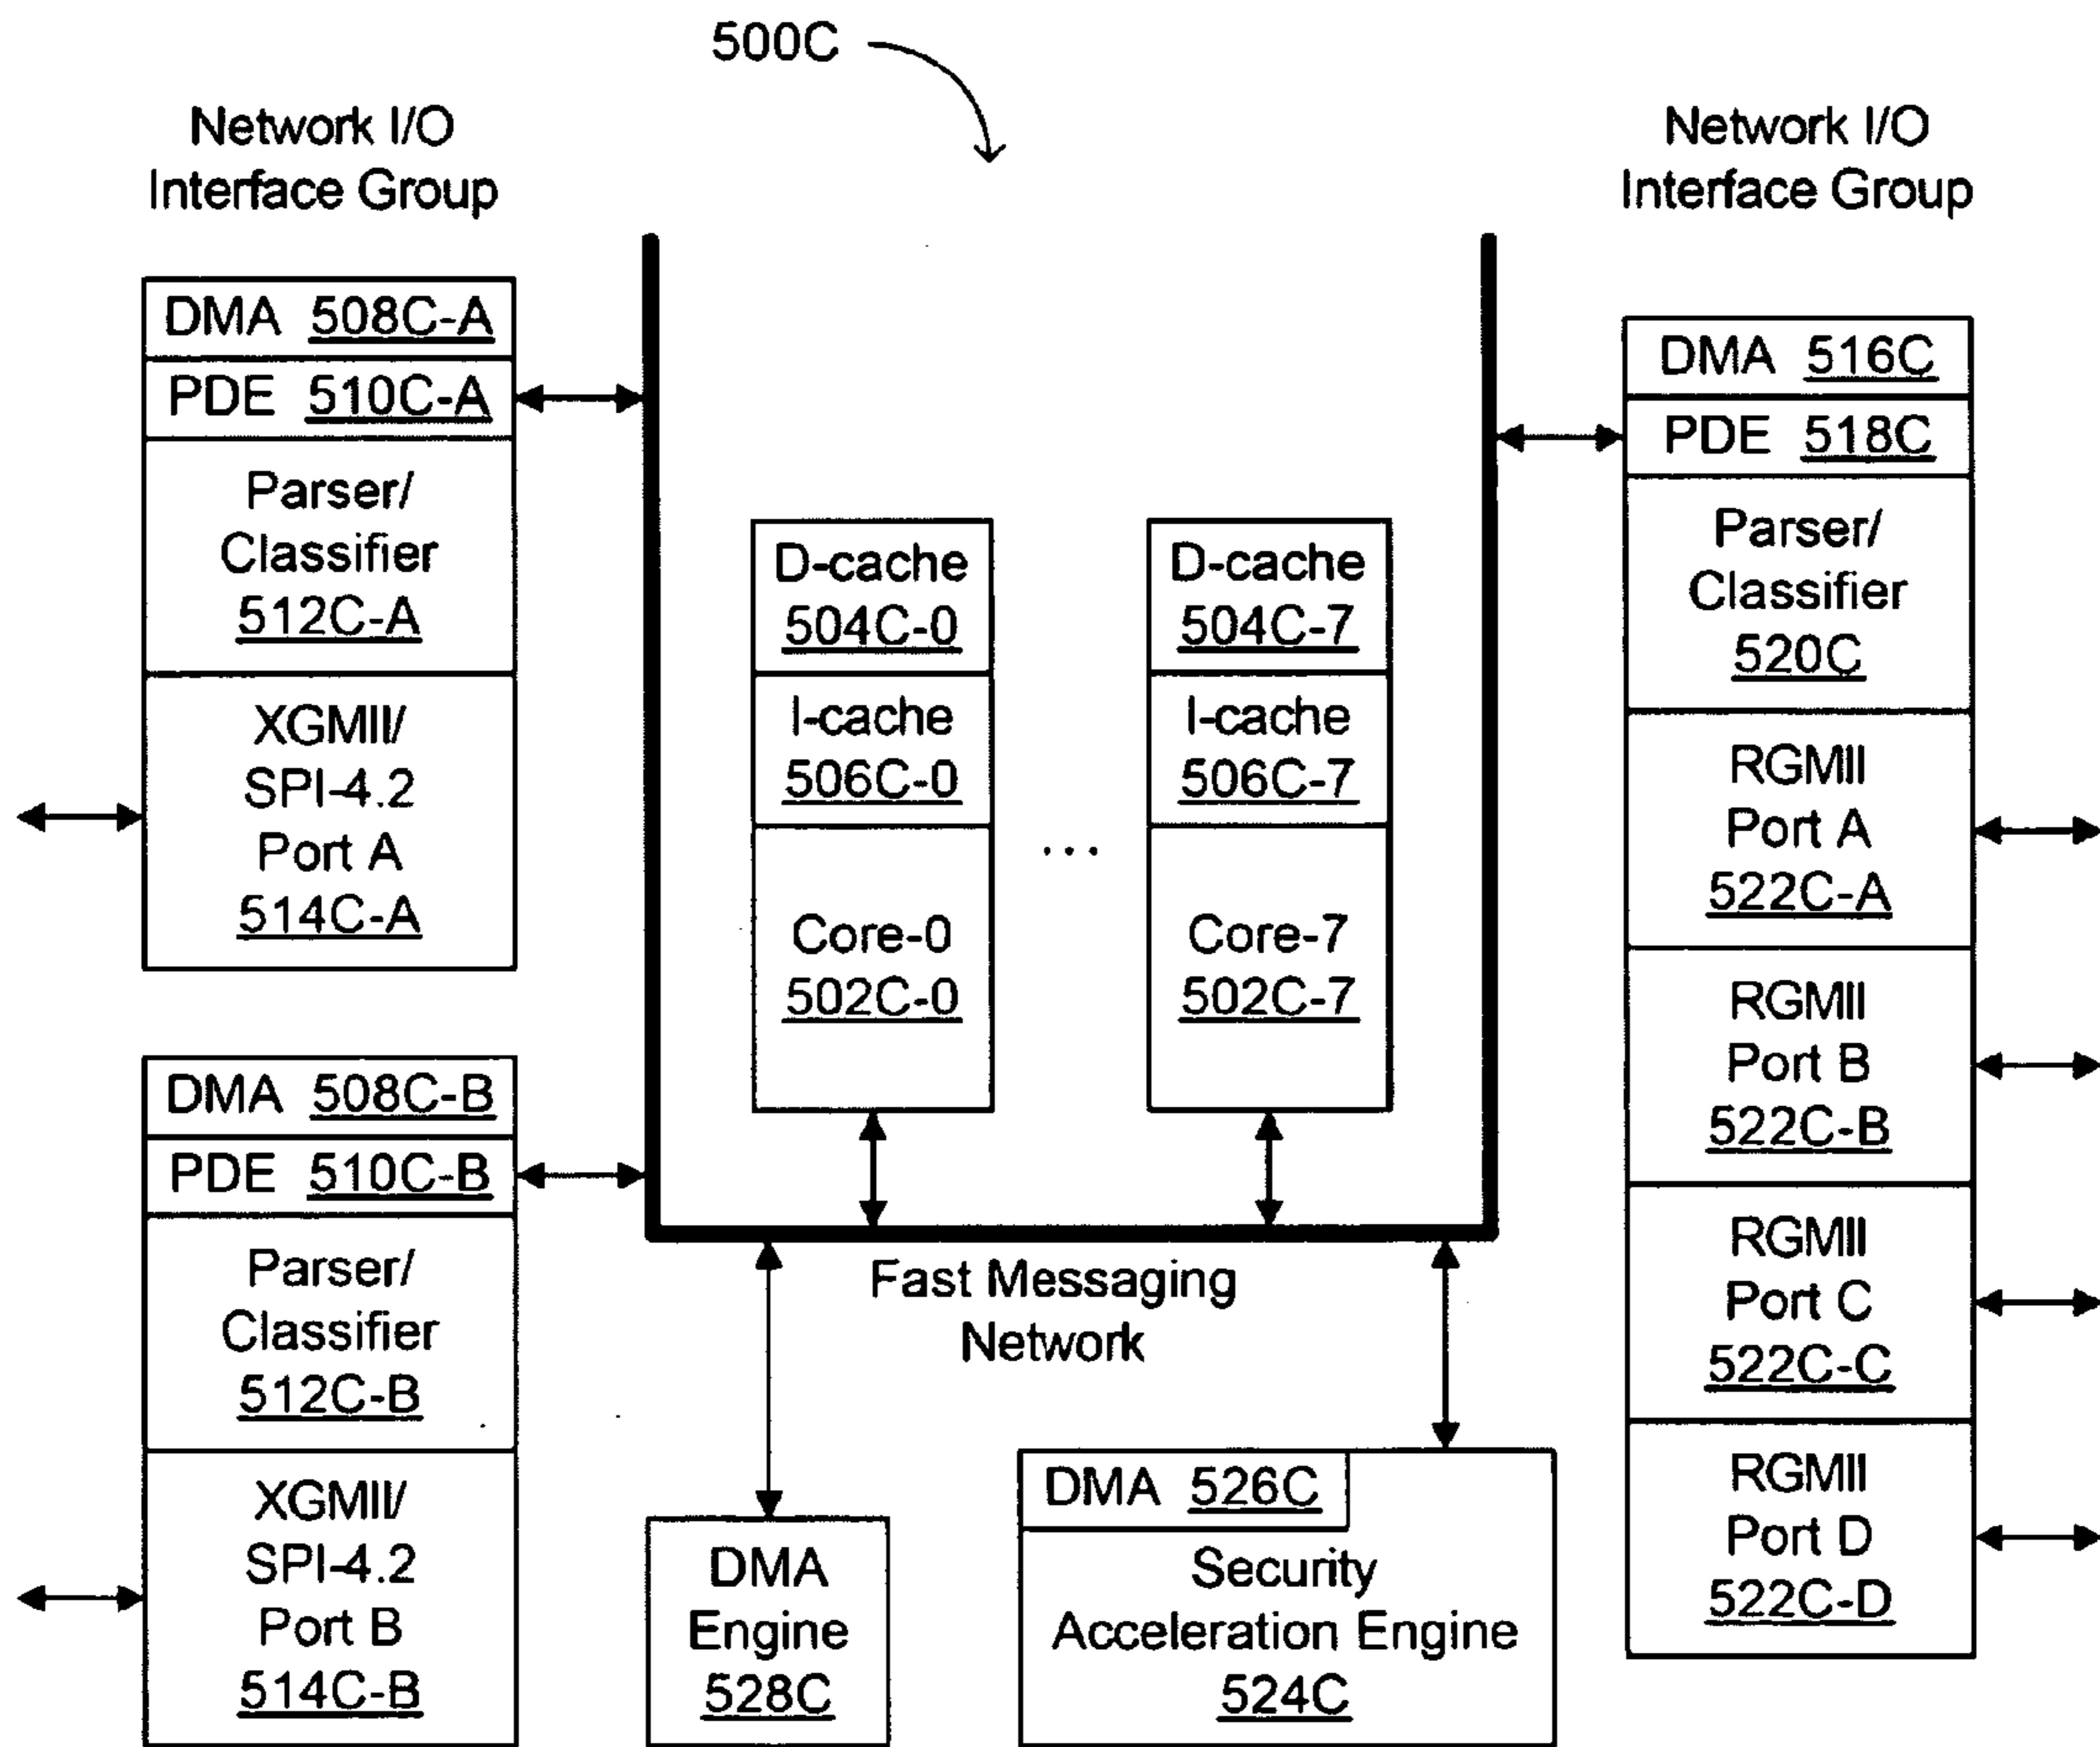 500C
Network I/O
Interface Group
DMA 508C-A
PDE 510C-A
Parser/
Classifier
512C-A
XGMII/
SPI-4.2
Port A
514C-A
DMA 508C-B
PDE 510C-B
Parser/
Classifier
512C-B
XGMII/
SPI-4.2
Port B
514C-B
D-cache
504C-0
I-cache
506C-0
Core-0
502C-0
...
D-cache
504C-7
I-cache
506C-7
Core-7
502C-7
Fast Messaging
Network
DMA
Engine
528C
DMA 526C
Security
Acceleration Engine
524C
Network I/O
Interface Group
DMA 516C
PDE 518C
Parser/
Classifier
520C
RGMII
Port A
522C-A
RGMII
Port B
522C-B
RGMII
Port C
522C-C
RGMII
Port D
522C-D